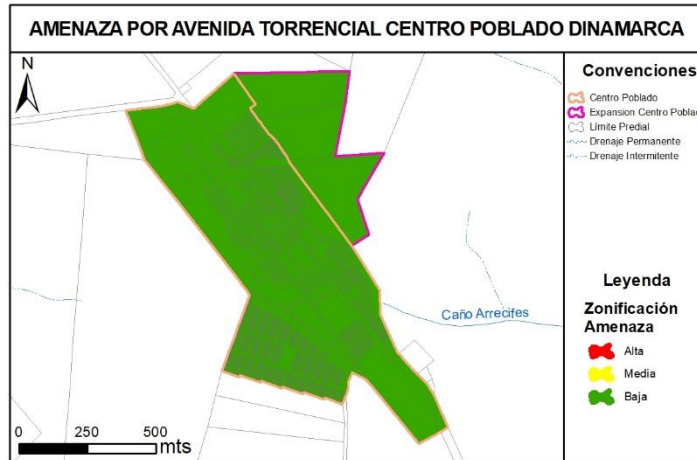 AMENAZA POR AVENIDA TORRENCIAL CENTRO POBLADO DINAMARCA
N
Convenciones
Centro Poblado
Expansion Centro Poblad
Límite Predial
Drenaje Permanente
Drenaje Intermitente
Caño Arrecifes
Leyenda
Zonificación
Amenaza
Alta
Media
Baja
0 250 500
mts